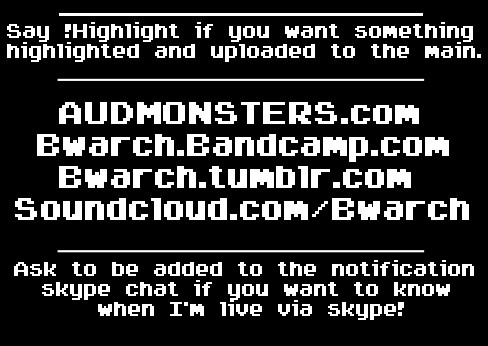 Say !Highlight if you want something
highlighted and uploaded to the main.
AUDMONSTERS.com
Bwarch.Bandcamp.com
Bwarch.tumblr.com
Soundcloud.com/Bwarch
Ask to be added to the notification
skype chat if you want to know
when I'm live via skype!